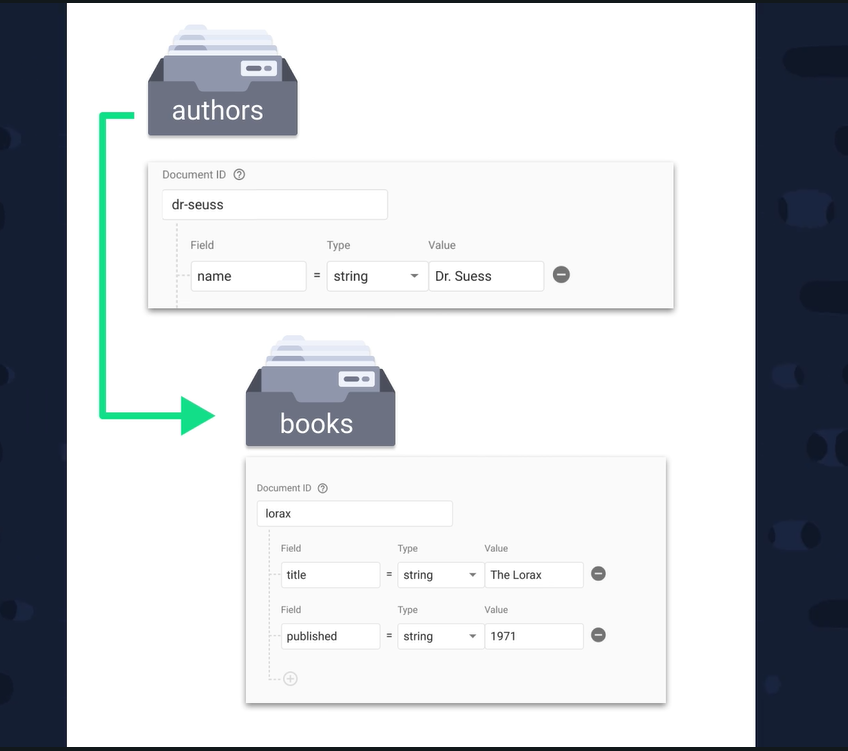 authors
Document ID ?
dr-seuss
Field Type Value
name = string Dr. Suess
books
Document ID ?
lorax
Field Type Value
title = string The Lorax
Field Type Value
published = string 1971